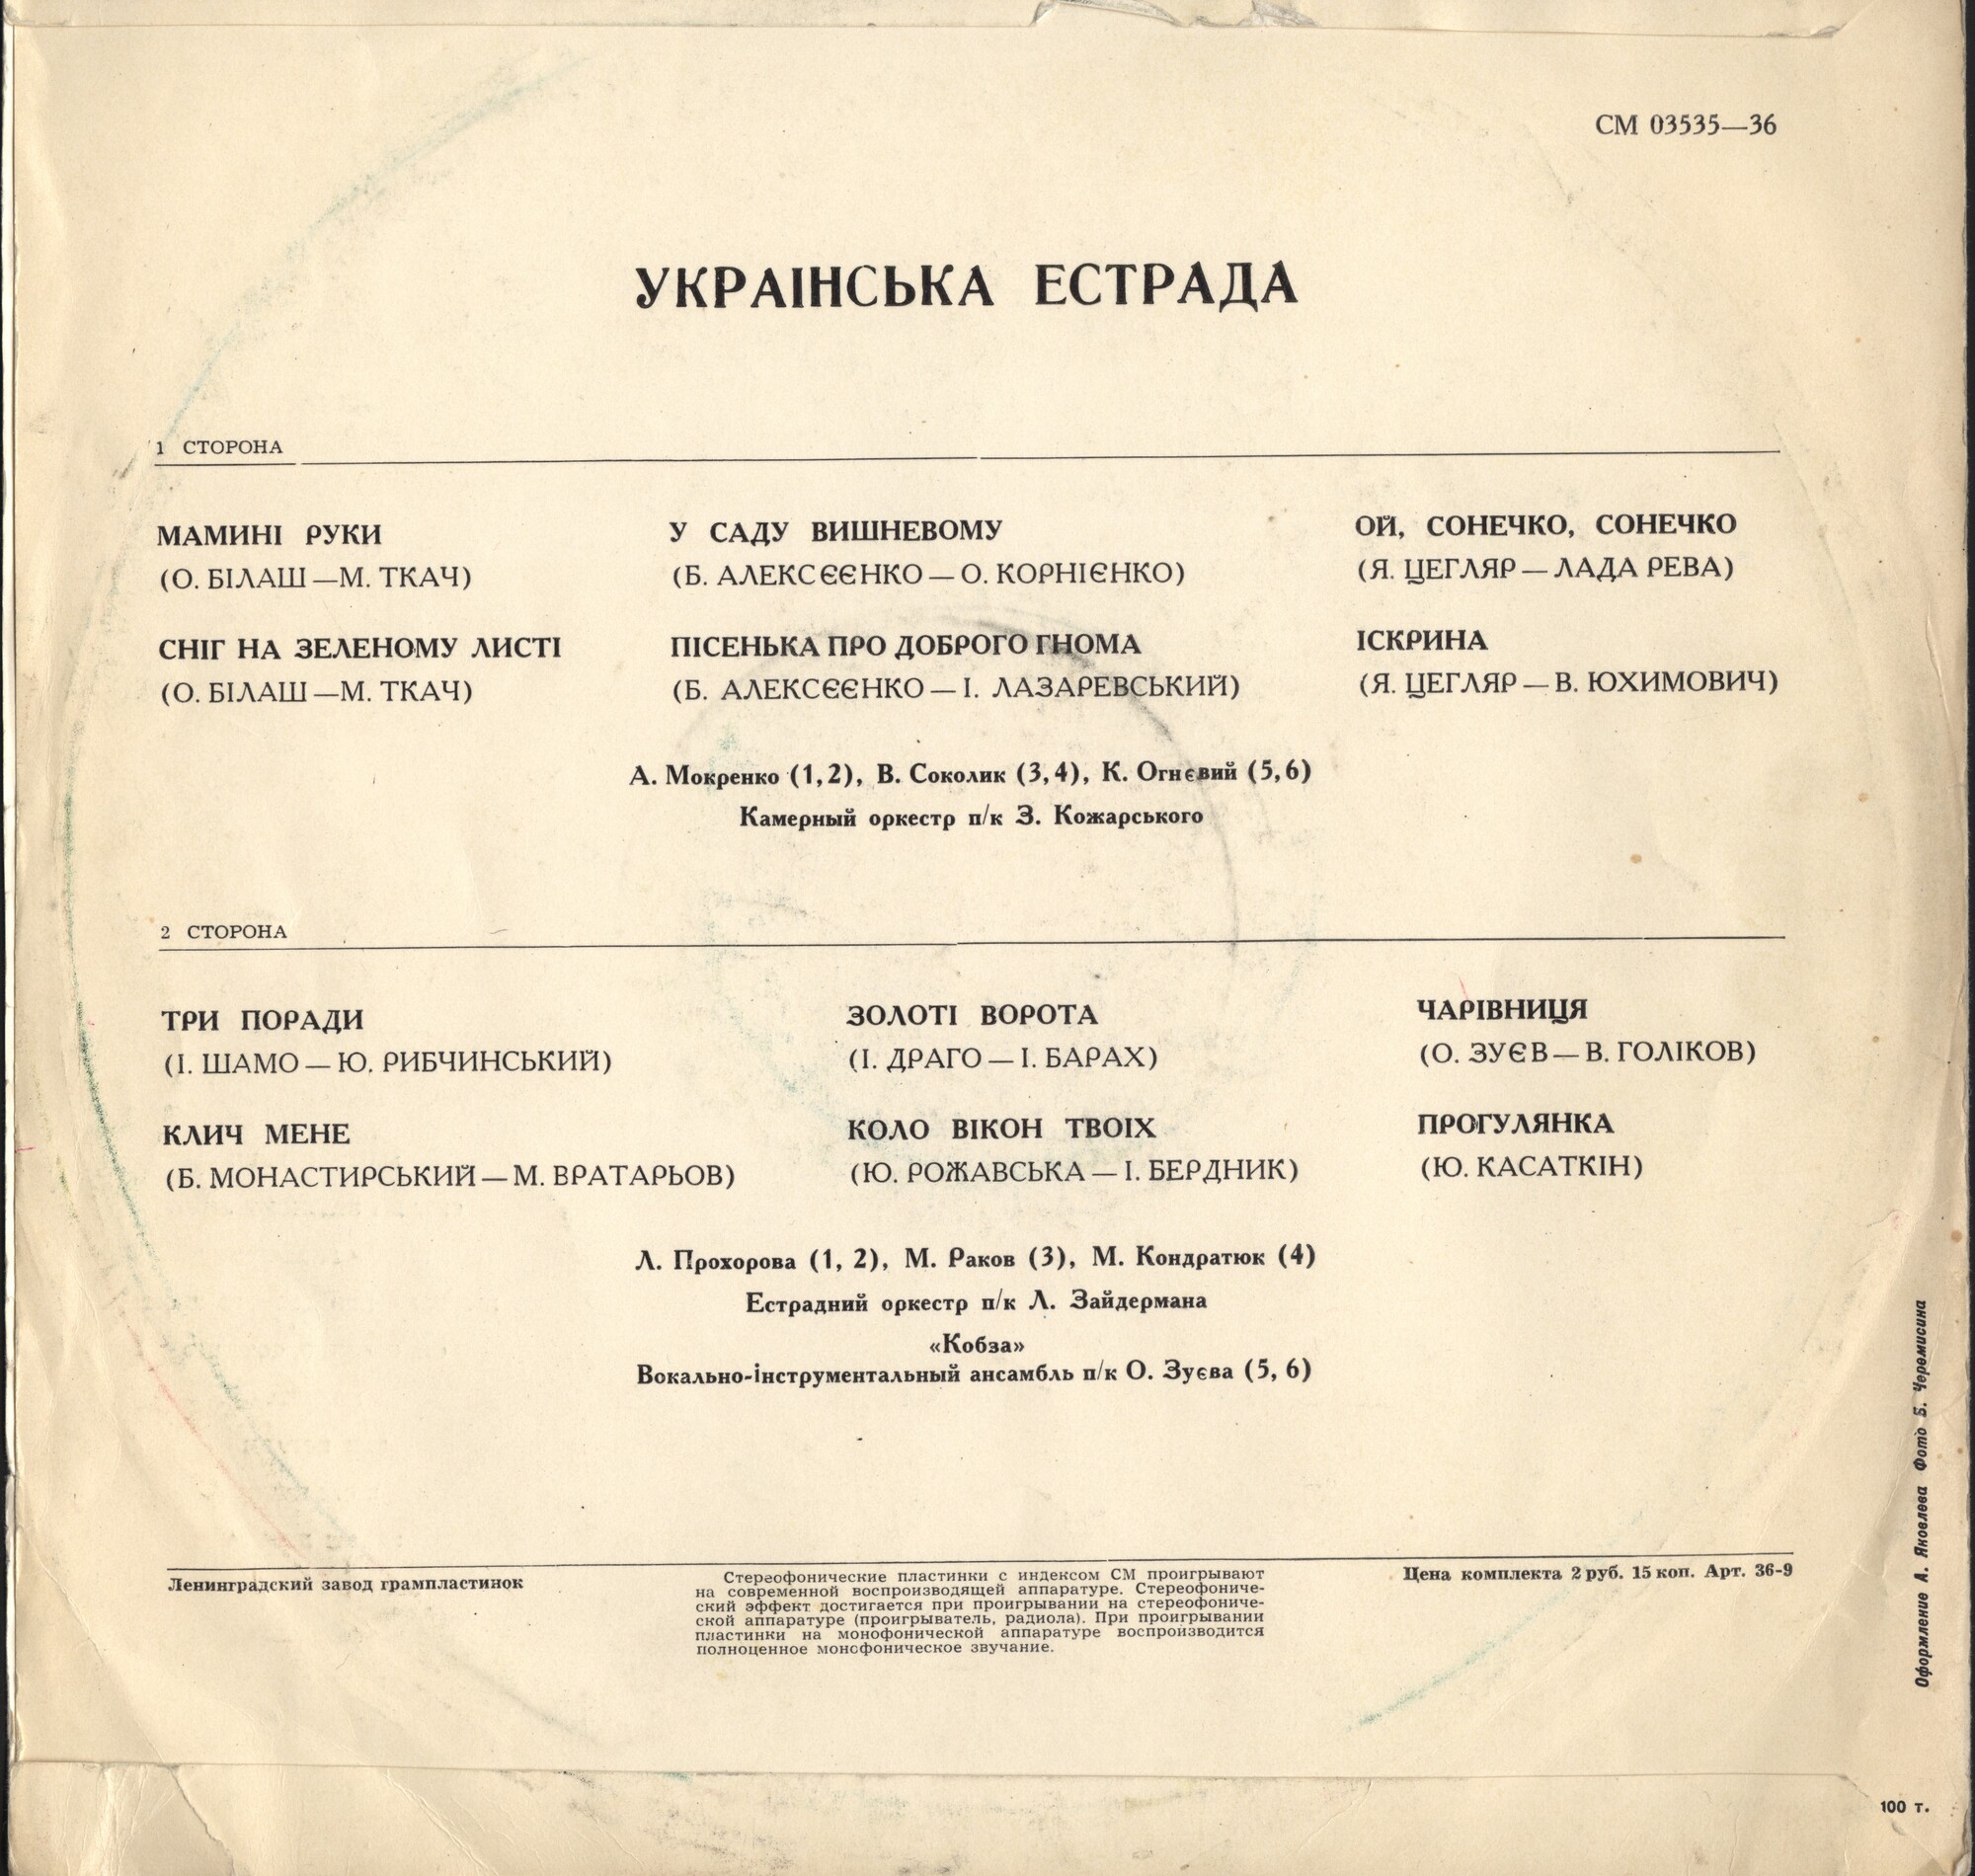 СМ 03535—36
УКРАІНСЬКА ЕСТРАДА
1 СТОРОНА
МАМИНІ РУКИ
(О. БІЛАШ—М. ТКАЧ)
СНІГ НА ЗЕЛЕНОМУ ЛИСТІ
(О. БІЛАШ—М. ТКАЧ)
У САДУ ВИШНЕВОМУ
(Б. АЛЕКСЄЄНКО—О. КОРНІЄНКО)
ПІСЕНЬКА ПРО ДОБРОГО ГНОМА
(Б. АЛЕКСЄЄНКО—І. ЛАЗАРЕВСЬКИЙ)
ОЙ, СОНЕЧКО, СОНЕЧКО
(Я. ЦЕГЛЯР—ЛАДА РЕВА)
ІСКРИНА
(Я. ЦЕГЛЯР—В. ЮХИМОВИЧ)
А. Мокренко (1,2), В. Соколик (3,4), К. Огнєвий (5,6)
Камерный оркестр п/к З. Кожарського
2 СТОРОНА
ТРИ ПОРАДИ
(І. ШАМО—Ю. РИБЧИНСЬКИЙ)
КЛИЧ МЕНЕ
(Б. МОНАСТИРСЬКИЙ—М. ВРАТАРЬОВ)
ЗОЛОТІ ВОРОТА
(І. ДРАГО—І. БАРАХ)
КОЛО ВІКОН ТВОІХ
(Ю. РОЖАВСЬКА—І. БЕРДНИК)
ЧАРІВНИЦЯ
(О. ЗУЄВ—В. ГОЛІКОВ)
ПРОГУЛЯНКА
(Ю. КАСАТКІН)
Л. Прохорова (1, 2), М. Раков (3), М. Кондратюк (4)
Естрадний оркестр п/к Л. Зайдермана
«Кобза»
Вокально-інструментальный ансамбль п/к О. Зуєва (5, 6)
Ленинградский завод грампластинок
Стереофонические пластинки с индексом СМ проигрывают
на современной воспроизводящей аппаратуре. Стереофониче-
ский эффект достигается при проигрывании на стереофониче-
ской аппаратуре (проигрыватель, радиола). При проигрывании
пластинки на монофонической аппаратуре воспроизводится
полноценное монофоническое звучание.
Цена комплекта 2 руб. 15 коп. Арт. 36-9
Оформление А. Яковлева Фото Б. Черемисина
100 т.